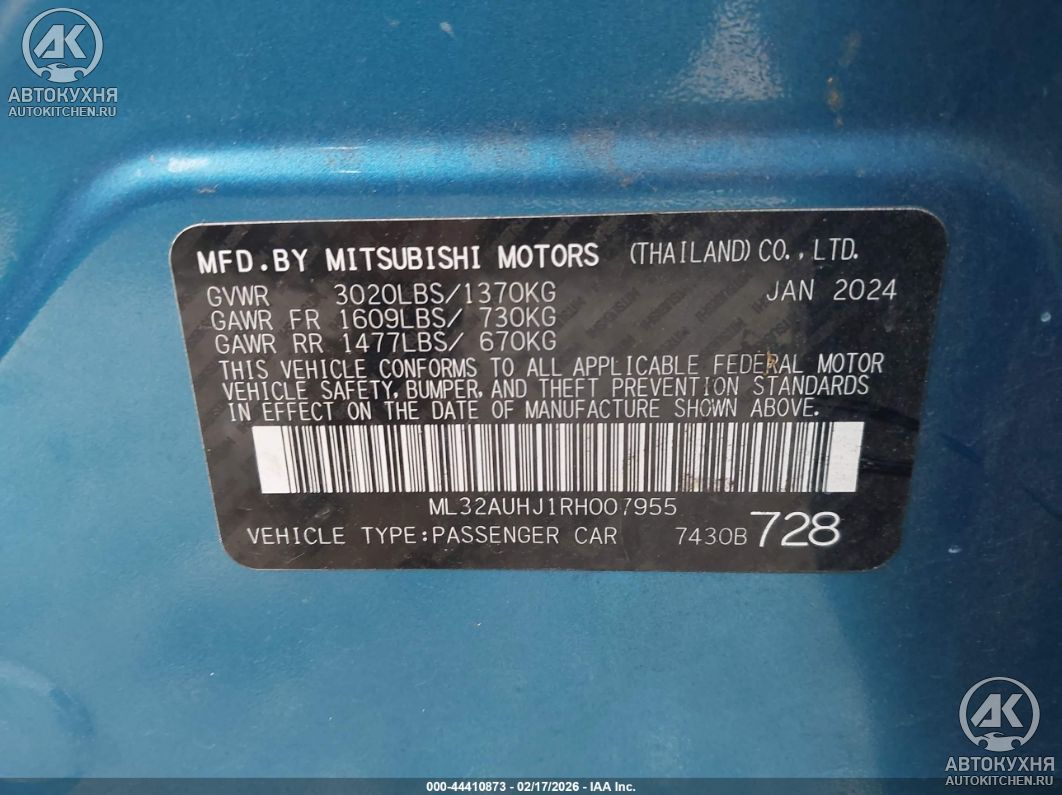 AK
АВТОКУХНЯ
AUTOKITCHEN.RU
MFD.BY MITSUBISHI MOTORS (THAILAND)CO.,LTD.
GVWR 3020LBS/1370KG JAN 2024
GAWR FR 1609LBS/ 730KG
GAWR RR 1477LBS/ 670KG
THIS VEHICLE CONFORMS TO ALL APPLICABLE FEDERAL MOTOR
VEHICLE SAFETY, BUMPER, AND THEFT PREVENTION STANDARDS
IN EFFECT ON THE DATE OF MANUFACTURE SHOWN ABOVE.
ML32AUHJ1RH007955
VEHICLE TYPE:PASSENGER CAR 7430B 728
AK
АВТОКУХНЯ
AUTOKITCHEN.RU
000-44410873 - 02/17/2026 - IAA Inc.